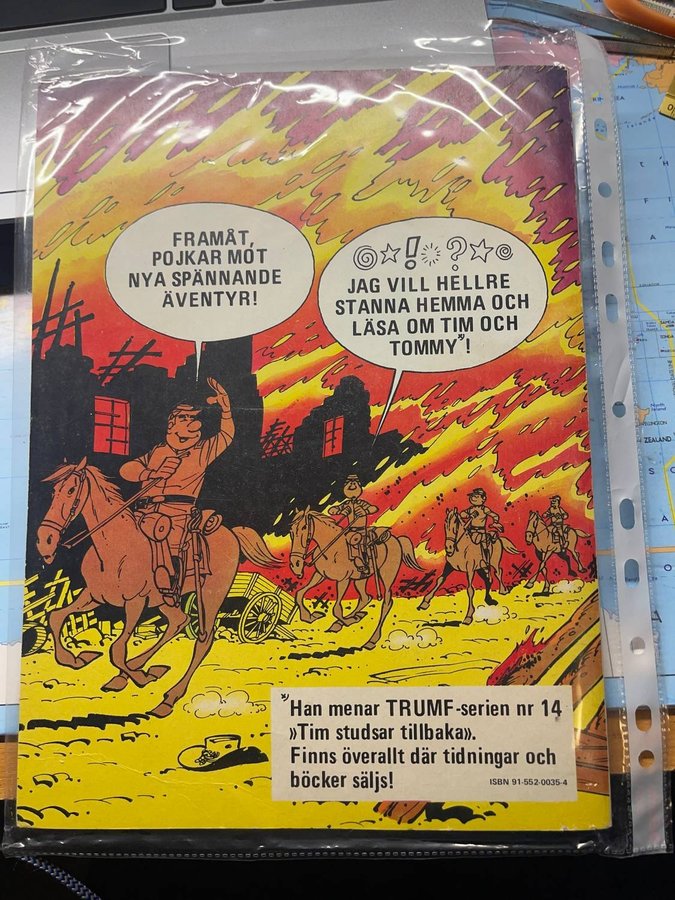 FRAMÅT,
POJKAR MOT
NYA SPÄNNANDE
ÄVENTYR!
JAG VILL HELLRE
STANNA HEMMA OCH
LÄSA OM TIM OCH
TOMMY*)!
*)Han menar TRUMF-serien nr 14
»Tim studsar tillbaka».
Finns överallt där tidningar och
böcker säljs!
ISBN 91-552-0035-4
ZEALAND